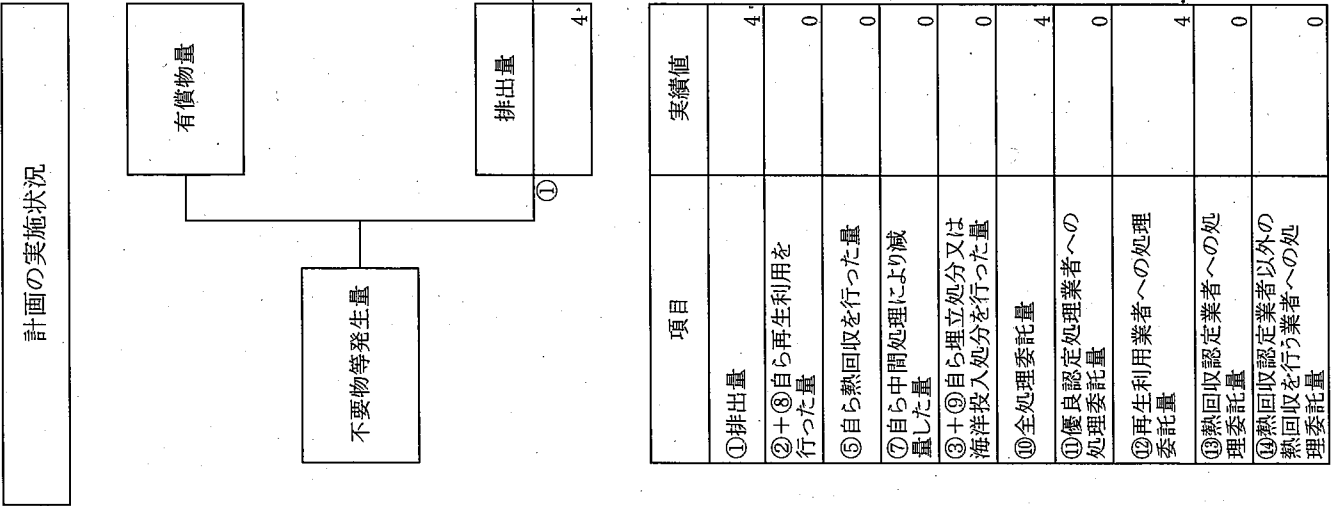 計画の実施状況
有償物量
不要物等発生量
排出量
①
4
項目 実績値
①排出量 4
②+⑧自ら再生利用を
行った量 0
⑤自ら熱回収を行った量 0
⑦自ら中間処理により減
量した量 0
③+⑨自ら埋立処分又は
海洋投入処分を行った量 0
⑩全処理委託量 4
⑪優良認定処理業者への
処理委託量 0
⑫再生利用業者への処理
委託量 4
⑬熱回収認定業者への処
理委託量 0
⑭熱回収認定業者以外の
熱回収を行う業者への処
理委託量 0